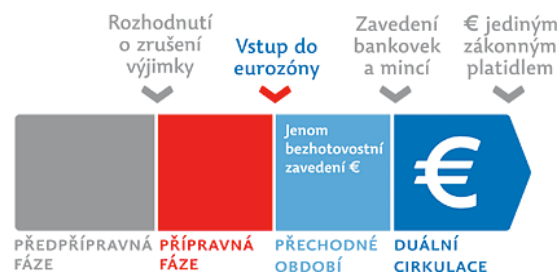 Rozhodnutí
o zrušení
výjimky
Vstup do
eurozóny
Zavedení
bankovek
a mincí
€ jediným
zákonným
platidlem
Jenom
bezhotovostní
zavedení €
€
PŘEDPŘÍPRAVNÁ
FÁZE
PŘÍPRAVNÁ
FÁZE
PŘECHODNÉ
OBDOBÍ
DUÁLNÍ
CIRKULACE